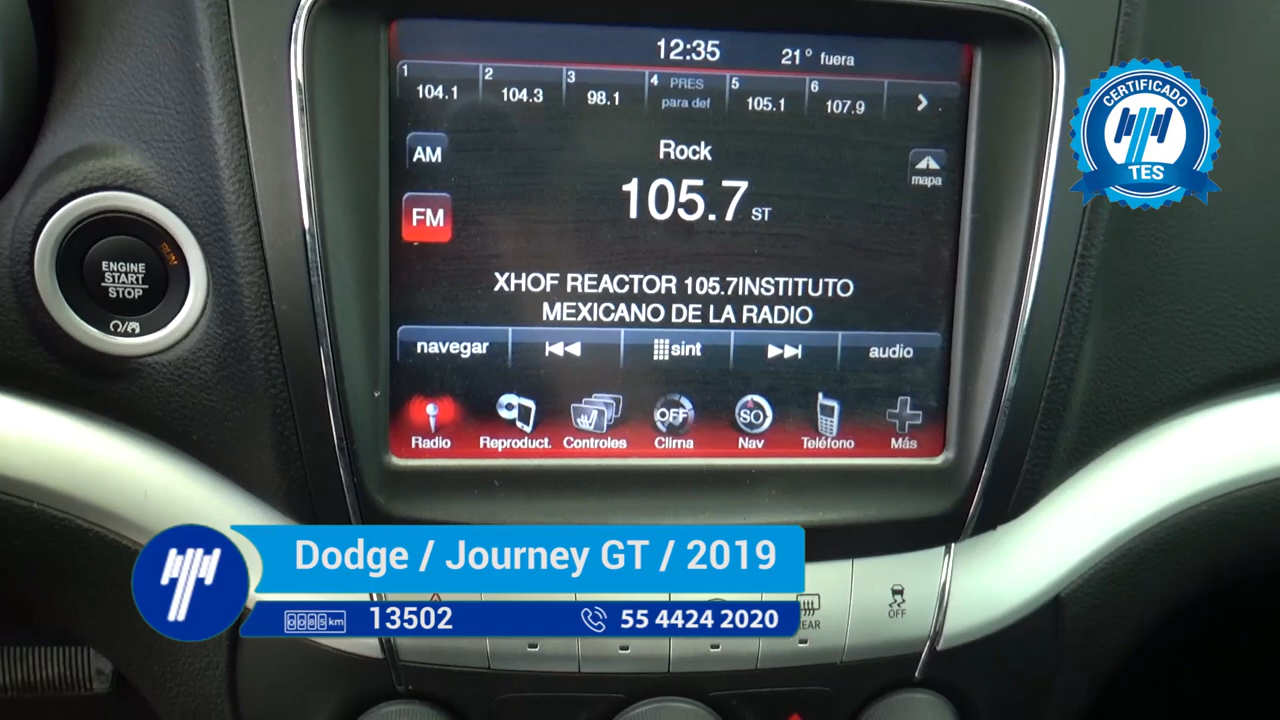 12:35
21° fuera
1 104.1
2 104.3
3 98.1
4 PRES para def
5 105.1
6 107.9
AM
Rock
mapa
FM
105.7 ST
XHOF REACTOR 105.7INSTITUTO
MEXICANO DE LA RADIO
navegar
sint
audio
OFF
SO
Radio
Reproduct.
Controles
Clima
Nav
Teléfono
Más
RUN
ENGINE
START
STOP
CERTIFICADO
TES
Dodge / Journey GT / 2019
0085 km
13502
55 4424 2020
OFF